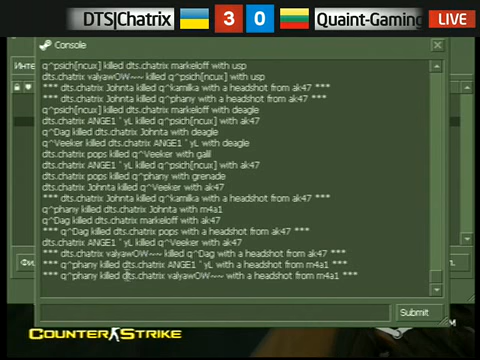 DTS|Chatrix 3 0 Quaint-Gaming LIVE
Console
q^psich[ncux] killed dts.chatrix markeloff with usp
dts.chatrix valyawOW~~ killed q^psich[ncux] with usp
*** dts.chatrix Johnta killed q^kamilka with a headshot from ak47 ***
*** dts.chatrix Johnta killed q^phany with a headshot from ak47 ***
q^psich[ncux] killed dts.chatrix markeloff with deagle
dts.chatrix ANGE1 ` yL killed q^psich[ncux] with ak47
q^Dag killed dts.chatrix Johnta with deagle
q^Veeker killed dts.chatrix ANGE1 ` yL with deagle
dts.chatrix pops killed q^Veeker with galil
dts.chatrix ANGE1 ` yL killed q^psich[ncux] with ak47
dts.chatrix pops killed q^phany with grenade
dts.chatrix Johnta killed q^Veeker with ak47
*** dts.chatrix Johnta killed q^kamilka with a headshot from ak47 ***
q^phany killed dts.chatrix Johnta with m4a1
q^Dag killed dts.chatrix markeloff with ak47
*** q^Dag killed dts.chatrix pops with a headshot from ak47 ***
dts.chatrix ANGE1 ` yL killed q^Veeker with ak47
*** dts.chatrix valyawOW~~ killed q^Dag with a headshot from ak47 ***
*** q^phany killed dts.chatrix ANGE1 ` yL with a headshot from m4a1 ***
*** q^phany killed dts.chatrix valyawOW~~ with a headshot from m4a1 ***
Submit
COUNTER STRIKE